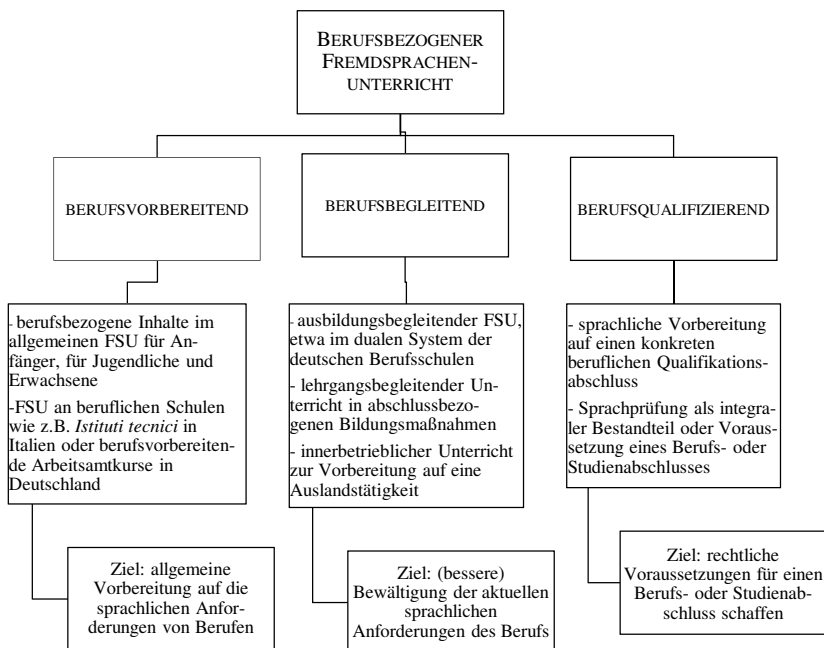 BERUFSBEZOGENER
FREMDSPRACHEN-
UNTERRICHT
BERUFSVORBEREITEND
BERUFSBEGLEITEND
BERUFSQUALIFIZIEREND
- berufsbezogene Inhalte im
allgemeinen FSU für An-
fänger, für Jugendliche und
Erwachsene
-FSU an beruflichen Schulen
wie z.B. Istituti tecnici in
Italien oder berufsvorbereiten-
de Arbeitsamtkurse in
Deutschland
- ausbildungsbegleitender FSU,
etwa im dualen System der
deutschen Berufsschulen
- lehrgangsbegleitender Un-
terricht in abschlussbezo-
genen Bildungsmaßnahmen
- innerbetrieblicher Unterricht
zur Vorbereitung auf eine
Auslandstätigkeit
- sprachliche Vorbereitung
auf einen konkreten
beruflichen Qualifikations-
abschluss
- Sprachprüfung als integra-
ler Bestandteil oder Voraus-
setzung eines Berufs- oder
Studienabschlusses
Ziel: allgemeine
Vorbereitung auf die
sprachlichen Anfor-
derungen von Berufen
Ziel: (bessere)
Bewältigung der aktuellen
sprachlichen
Anforderungen des Berufs
Ziel: rechtliche
Voraussetzungen für einen
Berufs- oder Studienab-
schluss schaffen